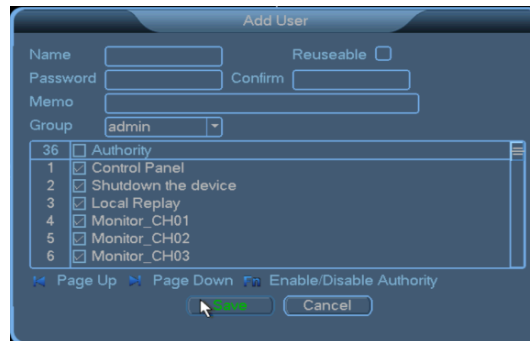 Add User
Name Reuseable
Password Confirm
Memo
Group admin
36 Authority
1 Control Panel
2 Shutdown the device
3 Local Replay
4 Monitor_CH01
5 Monitor_CH02
6 Monitor_CH03
Page Up Page Down Fn Enable/Disable Authority
Save Cancel